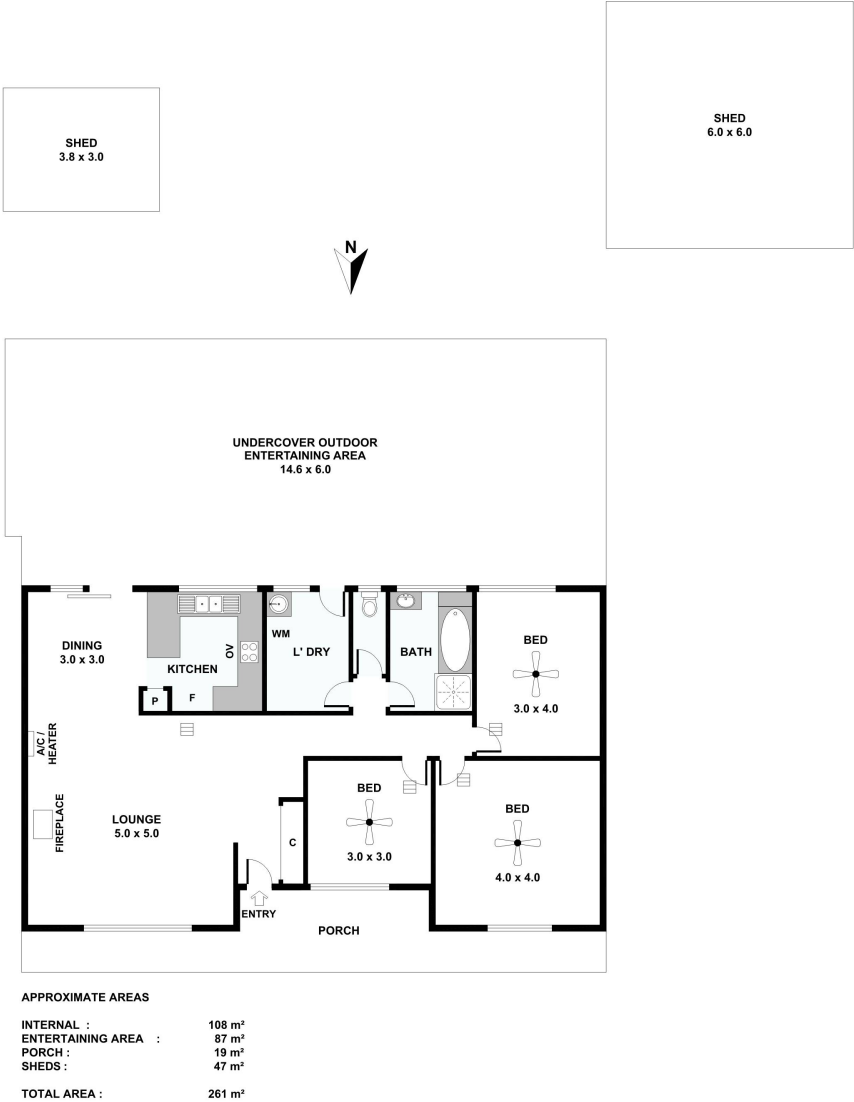 SHED
6.0 x 6.0
SHED
3.8 x 3.0
N
UNDERCOVER OUTDOOR
ENTERTAINING AREA
14.6 x 6.0
DINING
3.0 x 3.0
KITCHEN
OV
P
F
WM
L' DRY
BATH
BED
3.0 x 4.0
A/C /
HEATER
FIREPLACE
LOUNGE
5.0 x 5.0
C
BED
3.0 x 3.0
BED
4.0 x 4.0
ENTRY
PORCH
APPROXIMATE AREAS
INTERNAL : 108 m²
ENTERTAINING AREA : 87 m²
PORCH : 19 m²
SHEDS : 47 m²
TOTAL AREA : 261 m²